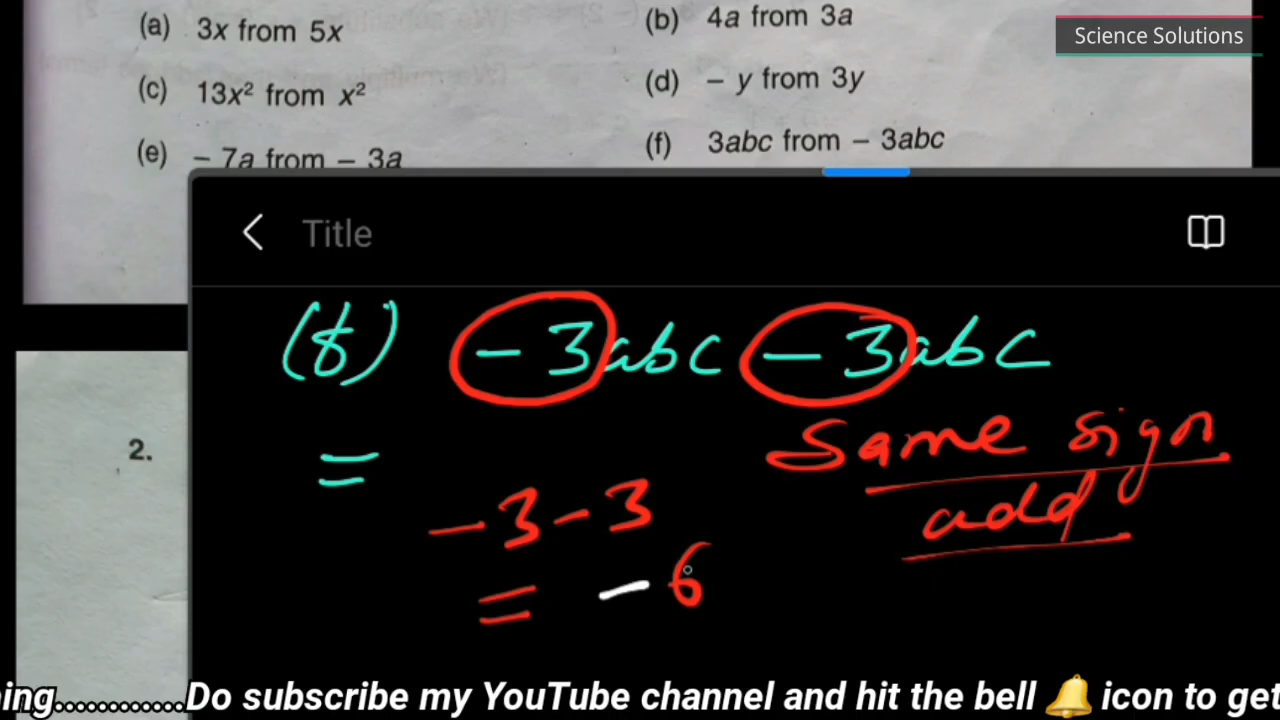 (a) 3x from 5x
(b) 4a from 3a
Science Solutions
(c) 13x² from x²
(d) – y from 3y
(e) – 7a from – 3a
(f) 3abc from – 3abc
Title
(f) – 3abc – 3abc
Same sign
add
=
– 3 – 3
= – 6
2.
ing............Do subscribe my YouTube channel and hit the bell 🔔 icon to get